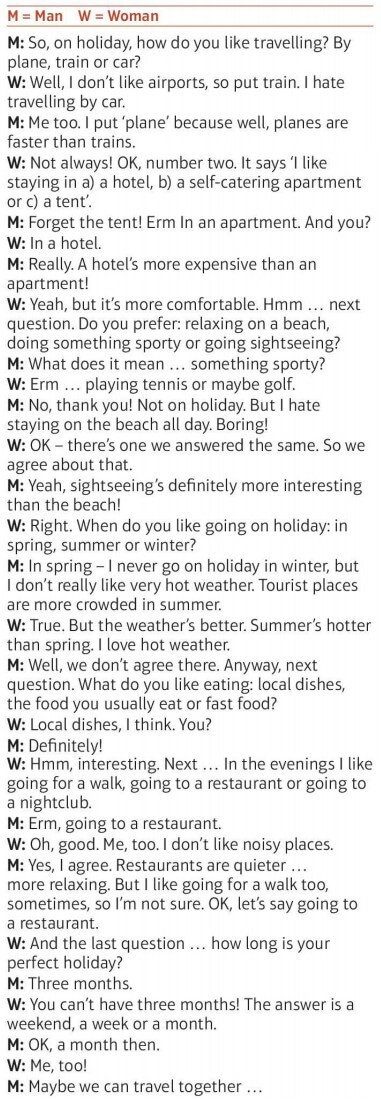 M = Man W = Woman
M: So, on holiday, how do you like travelling? By
plane, train or car?
W: Well, I don't like airports, so put train. I hate
travelling by car.
M: Me too. I put ‘plane’ because well, planes are
faster than trains.
W: Not always! OK, number two. It says ‘I like
staying in a) a hotel, b) a self-catering apartment
or c) a tent’.
M: Forget the tent! Erm In an apartment. And you?
W: In a hotel.
M: Really. A hotel's more expensive than an
apartment!
W: Yeah, but it's more comfortable. Hmm … next
question. Do you prefer: relaxing on a beach,
doing something sporty or going sightseeing?
M: What does it mean … something sporty?
W: Erm … playing tennis or maybe golf.
M: No, thank you! Not on holiday. But I hate
staying on the beach all day. Boring!
W: OK – there's one we answered the same. So we
agree about that.
M: Yeah, sightseeing's definitely more interesting
than the beach!
W: Right. When do you like going on holiday: in
spring, summer or winter?
M: In spring – I never go on holiday in winter, but
I don't really like very hot weather. Tourist places
are more crowded in summer.
W: True. But the weather's better. Summer's hotter
than spring. I love hot weather.
M: Well, we don't agree there. Anyway, next
question. What do you like eating: local dishes,
the food you usually eat or fast food?
W: Local dishes, I think. You?
M: Definitely!
W: Hmm, interesting. Next … In the evenings I like
going for a walk, going to a restaurant or going to
a nightclub.
M: Erm, going to a restaurant.
W: Oh, good. Me, too. I don't like noisy places.
M: Yes, I agree. Restaurants are quieter …
more relaxing. But I like going for a walk too,
sometimes, so I'm not sure. OK, let's say going to
a restaurant.
W: And the last question … how long is your
perfect holiday?
M: Three months.
W: You can't have three months! The answer is a
weekend, a week or a month.
M: OK, a month then.
W: Me, too!
M: Maybe we can travel together …